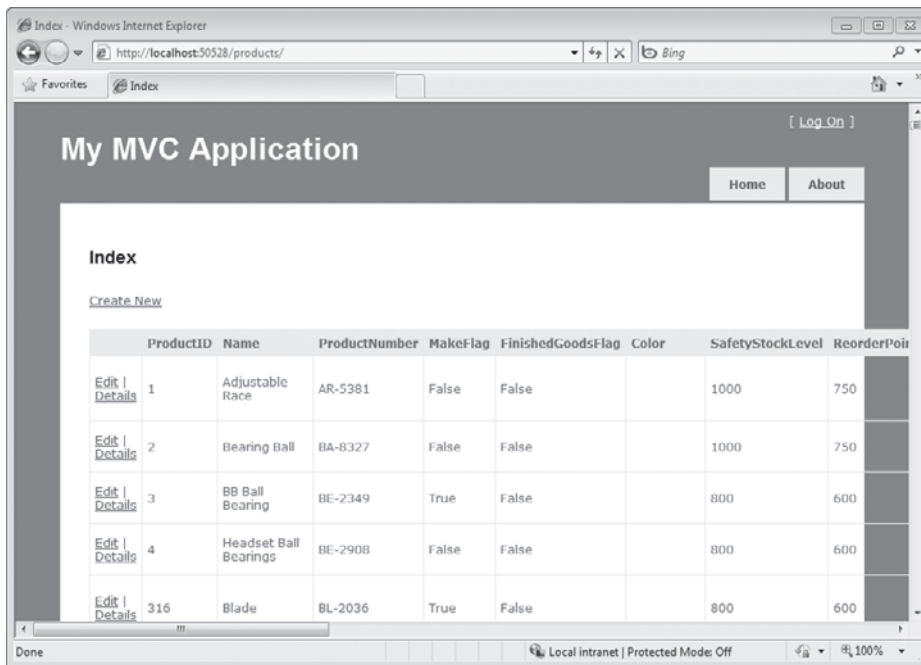 Index - Windows Internet Explorer
http://localhost:50528/products/
Bing
Favorites
Index
[ Log On ]
My MVC Application
Home About
Index
Create New
ProductID Name ProductNumber MakeFlag FinishedGoodsFlag Color SafetyStockLevel ReorderPoin
Edit | Details 1 Adjustable Race AR-5381 False False 1000 750
Edit | Details 2 Bearing Ball BA-8327 False False 1000 750
Edit | Details 3 BB Ball Bearing BE-2349 True False 800 600
Edit | Details 4 Headset Ball Bearings BE-2908 False False 800 600
Edit | Details 316 Blade BL-2036 True False 800 600
Done Local intranet | Protected Mode: Off 100%